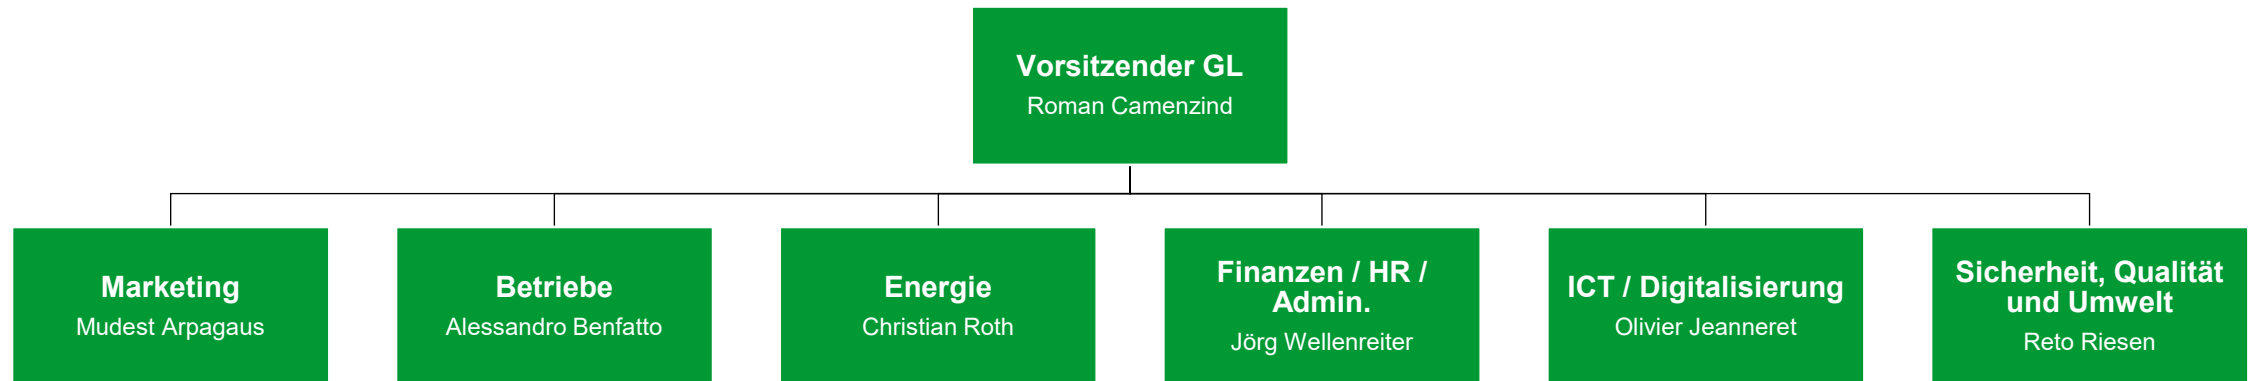 Vorsitzender GL
Roman Camenzind
Marketing
Mudest Arpagaus
Betriebe
Alessandro Benfatto
Energie
Christian Roth
Finanzen / HR /
Admin.
Jörg Wellenreiter
ICT / Digitalisierung
Olivier Jeanneret
Sicherheit, Qualität
und Umwelt
Reto Riesen